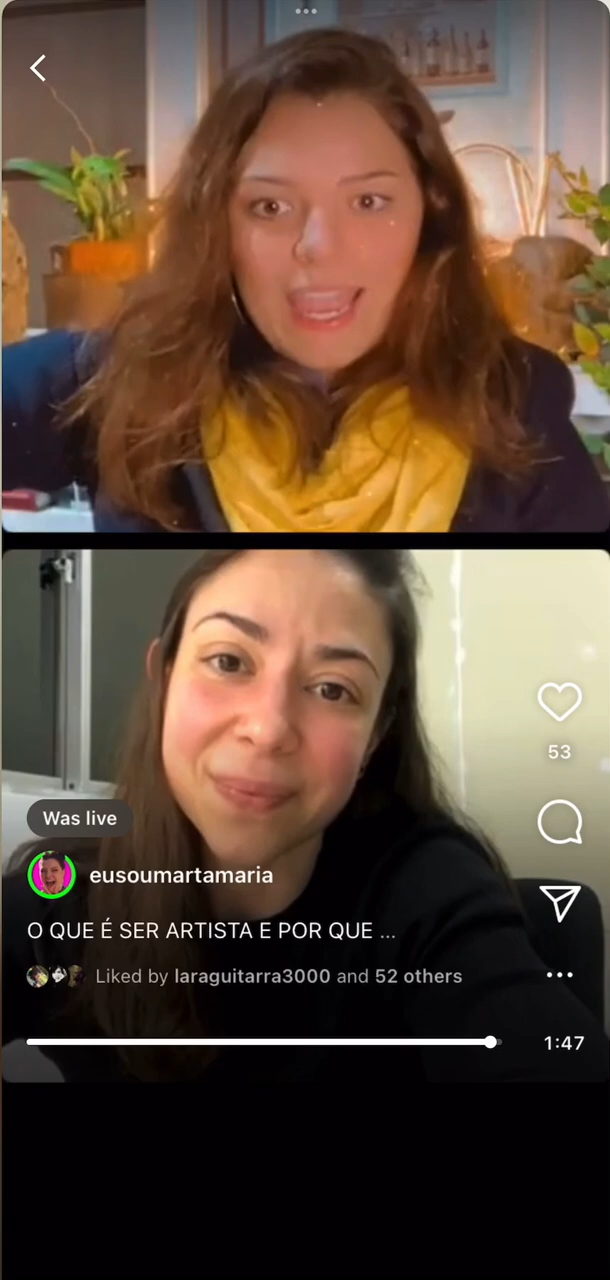 53
Was live
eusoumartamaria
O QUE É SER ARTISTA E POR QUE ...
Liked by laraguitarra3000 and 52 others
1:47